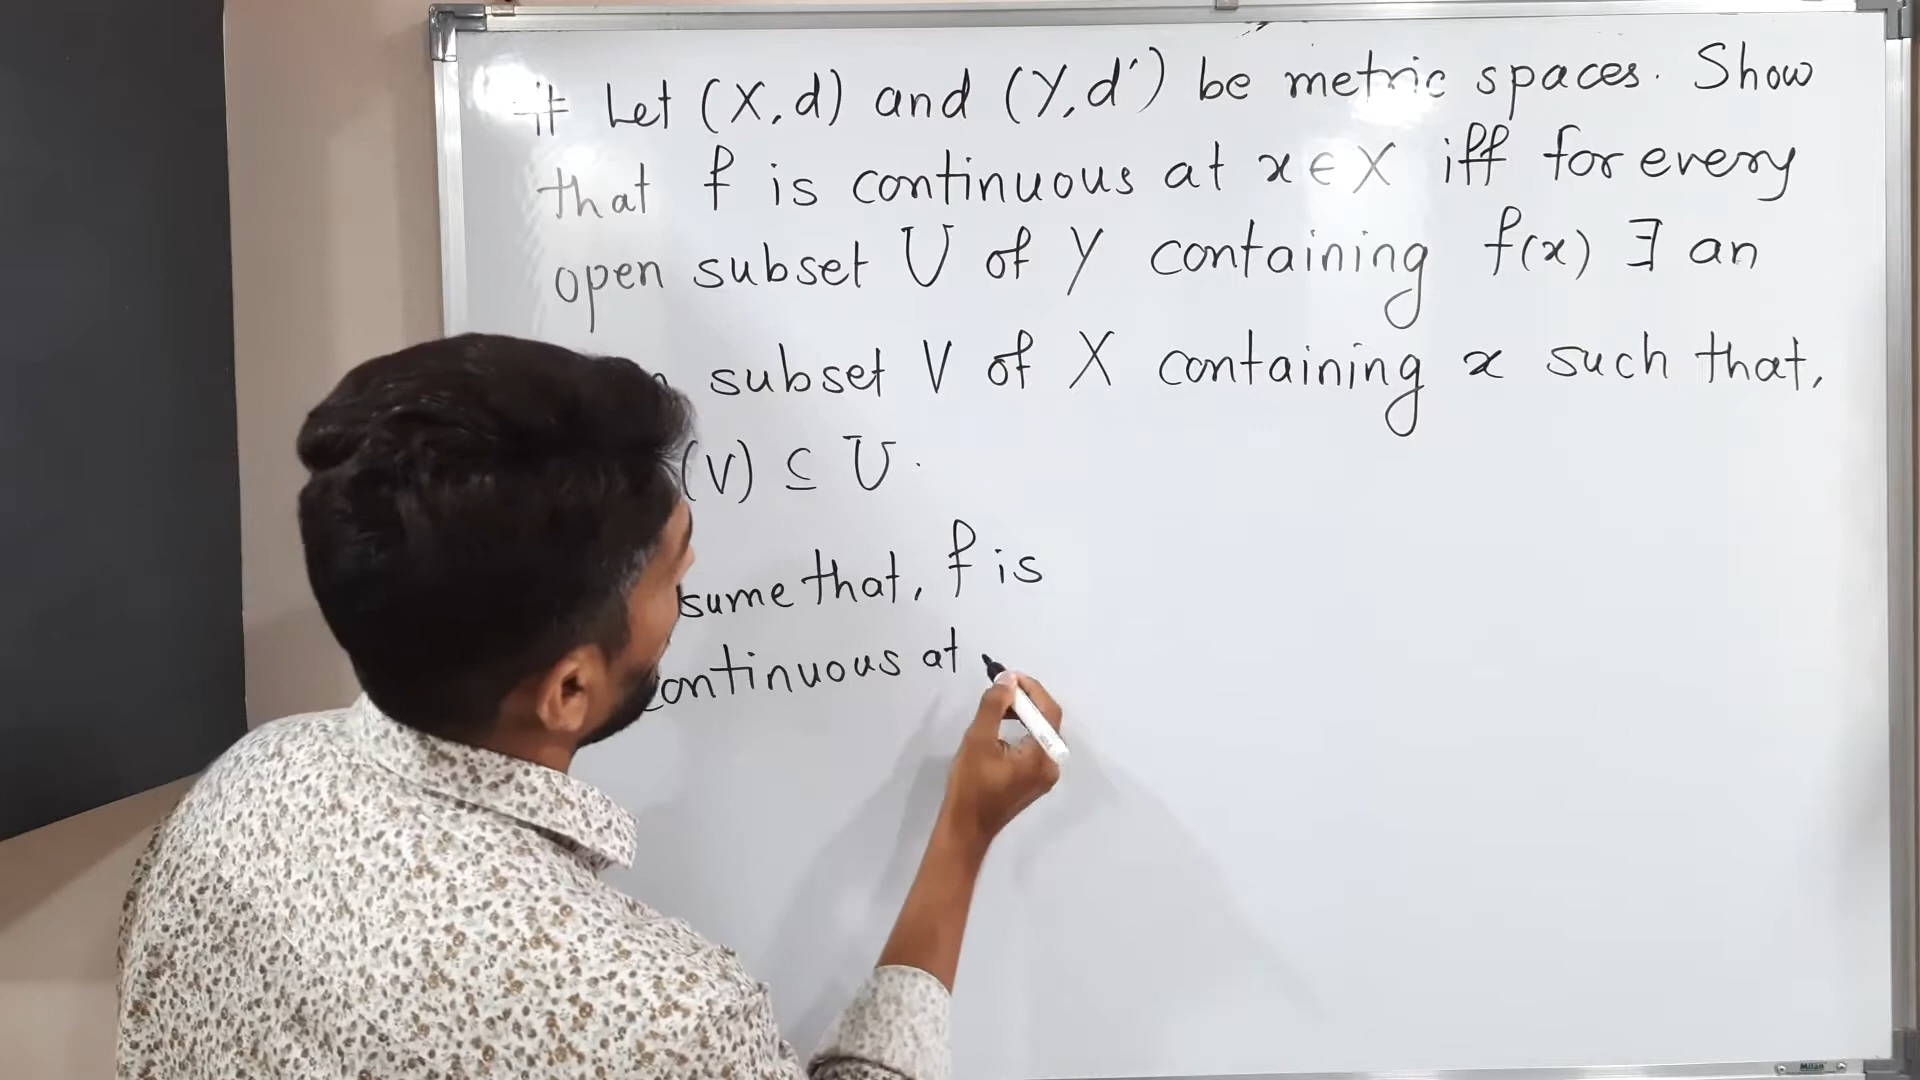 # Let (X,d) and (Y,d') be metric spaces. Show
that f is continuous at x ∈ X iff for every
open subset U of Y containing f(x) ∃ an
subset V of X containing x such that,
(V) ⊆ U.
sume that, f is
continuous at